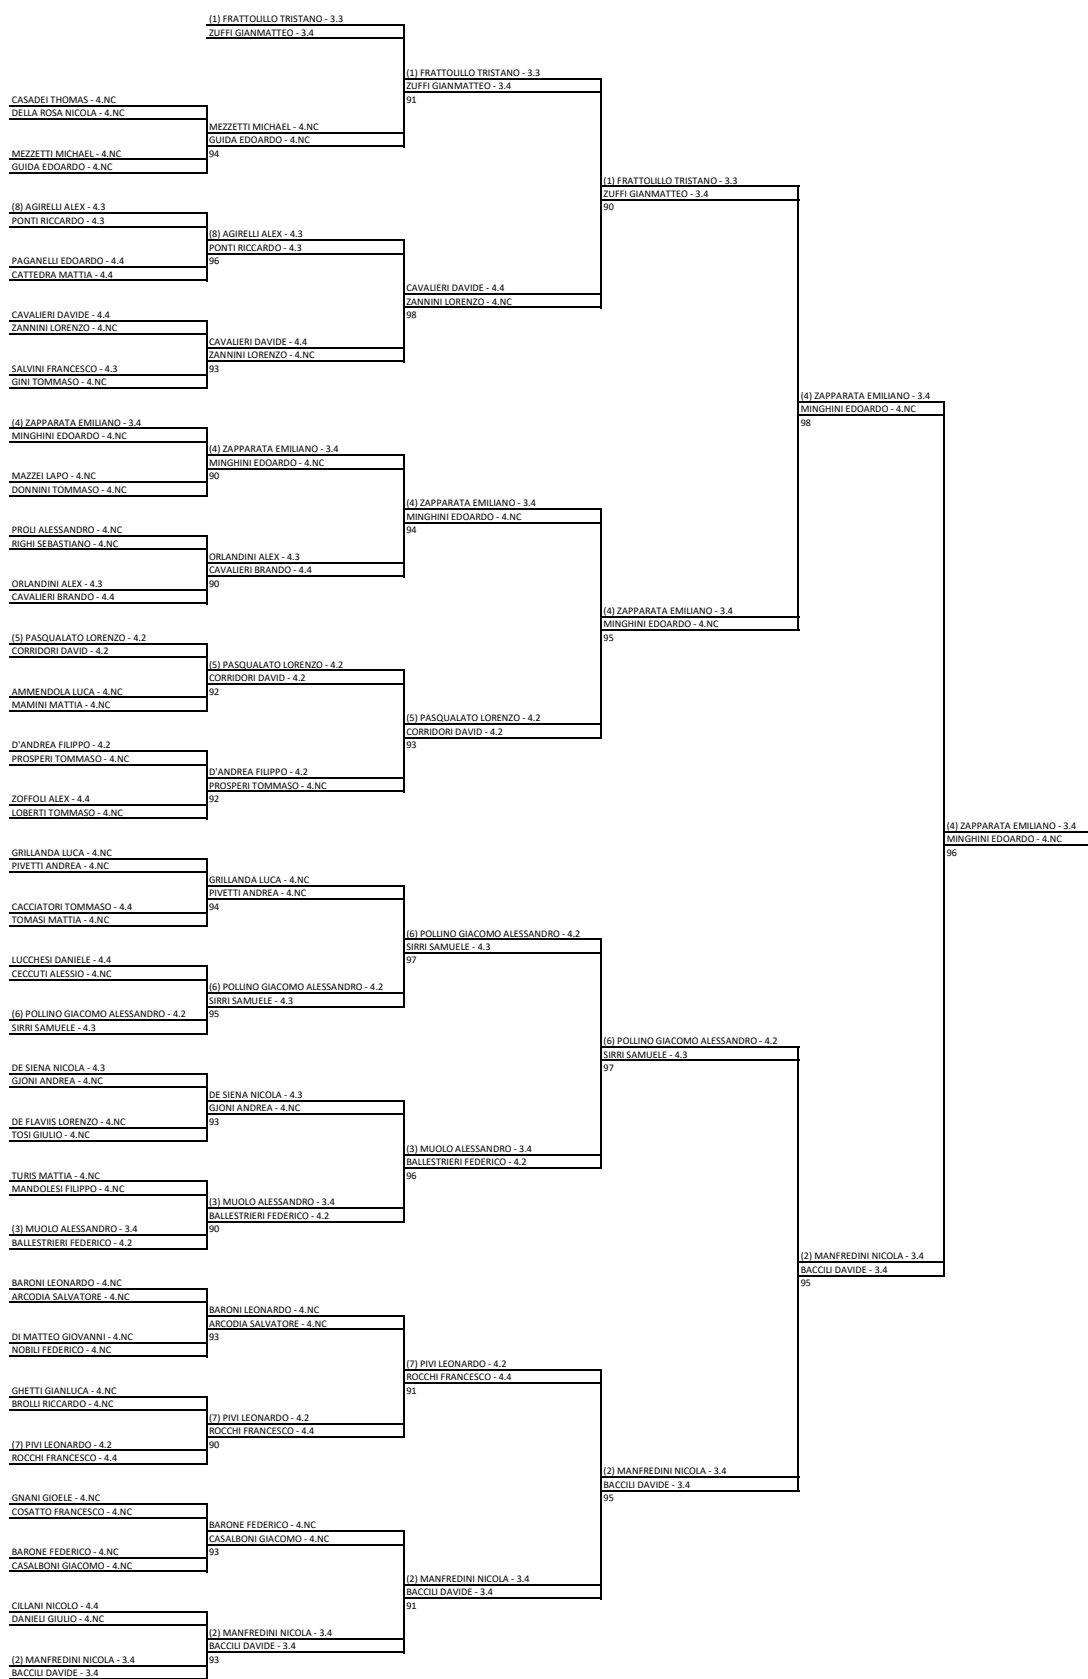 (1) FRATTOLILLO TRISTANO - 3.3
ZUFFI GIANMATTEO - 3.4
(1) FRATTOLILLO TRISTANO - 3.3
ZUFFI GIANMATTEO - 3.4
91
CASADEI THOMAS - 4.NC
DELLA ROSA NICOLA - 4.NC
MEZZETTI MICHAEL - 4.NC
GUIDA EDOARDO - 4.NC
94
MEZZETTI MICHAEL - 4.NC
GUIDA EDOARDO - 4.NC
(1) FRATTOLILLO TRISTANO - 3.3
ZUFFI GIANMATTEO - 3.4
90
(8) AGIRELLI ALEX - 4.3
PONTI RICCARDO - 4.3
(8) AGIRELLI ALEX - 4.3
PONTI RICCARDO - 4.3
96
PAGANELLI EDOARDO - 4.4
CATTEDRA MATTIA - 4.4
CAVALIERI DAVIDE - 4.4
ZANNINI LORENZO - 4.NC
98
CAVALIERI DAVIDE - 4.4
ZANNINI LORENZO - 4.NC
CAVALIERI DAVIDE - 4.4
ZANNINI LORENZO - 4.NC
93
SALVINI FRANCESCO - 4.3
GINI TOMMASO - 4.NC
(4) ZAPPARATA EMILIANO - 3.4
MINGHINI EDOARDO - 4.NC
98
(4) ZAPPARATA EMILIANO - 3.4
MINGHINI EDOARDO - 4.NC
(4) ZAPPARATA EMILIANO - 3.4
MINGHINI EDOARDO - 4.NC
90
MAZZEI LAPO - 4.NC
DONNINI TOMMASO - 4.NC
(4) ZAPPARATA EMILIANO - 3.4
MINGHINI EDOARDO - 4.NC
94
PROLI ALESSANDRO - 4.NC
RIGHI SEBASTIANO - 4.NC
ORLANDINI ALEX - 4.3
CAVALIERI BRANDO - 4.4
90
ORLANDINI ALEX - 4.3
CAVALIERI BRANDO - 4.4
(4) ZAPPARATA EMILIANO - 3.4
MINGHINI EDOARDO - 4.NC
95
(5) PASQUALATO LORENZO - 4.2
CORRIDORI DAVID - 4.2
(5) PASQUALATO LORENZO - 4.2
CORRIDORI DAVID - 4.2
92
AMMENDOLA LUCA - 4.NC
MAMINI MATTIA - 4.NC
(5) PASQUALATO LORENZO - 4.2
CORRIDORI DAVID - 4.2
93
D'ANDREA FILIPPO - 4.2
PROSPERI TOMMASO - 4.NC
D'ANDREA FILIPPO - 4.2
PROSPERI TOMMASO - 4.NC
92
ZOFFOLI ALEX - 4.4
LOBERTI TOMMASO - 4.NC
(4) ZAPPARATA EMILIANO - 3.4
MINGHINI EDOARDO - 4.NC
96
GRILLANDA LUCA - 4.NC
PIVETTI ANDREA - 4.NC
GRILLANDA LUCA - 4.NC
PIVETTI ANDREA - 4.NC
94
CACCIATORI TOMMASO - 4.4
TOMASI MATTIA - 4.NC
(6) POLLINO GIACOMO ALESSANDRO - 4.2
SIRRI SAMUELE - 4.3
97
LUCCHESI DANIELE - 4.4
CECCUTI ALESSIO - 4.NC
(6) POLLINO GIACOMO ALESSANDRO - 4.2
SIRRI SAMUELE - 4.3
95
(6) POLLINO GIACOMO ALESSANDRO - 4.2
SIRRI SAMUELE - 4.3
(6) POLLINO GIACOMO ALESSANDRO - 4.2
SIRRI SAMUELE - 4.3
97
DE SIENA NICOLA - 4.3
GJONI ANDREA - 4.NC
DE SIENA NICOLA - 4.3
GJONI ANDREA - 4.NC
93
DE FLAVIIS LORENZO - 4.NC
TOSI GIULIO - 4.NC
(3) MUOLO ALESSANDRO - 3.4
BALLESTRIERI FEDERICO - 4.2
96
TURIS MATTIA - 4.NC
MANDOLESI FILIPPO - 4.NC
(3) MUOLO ALESSANDRO - 3.4
BALLESTRIERI FEDERICO - 4.2
90
(3) MUOLO ALESSANDRO - 3.4
BALLESTRIERI FEDERICO - 4.2
(2) MANFREDINI NICOLA - 3.4
BACCILI DAVIDE - 3.4
95
BARONI LEONARDO - 4.NC
ARCODIA SALVATORE - 4.NC
BARONI LEONARDO - 4.NC
ARCODIA SALVATORE - 4.NC
93
DI MATTEO GIOVANNI - 4.NC
NOBILI FEDERICO - 4.NC
(7) PIVI LEONARDO - 4.2
ROCCHI FRANCESCO - 4.4
91
GHETTI GIANLUCA - 4.NC
BROLLI RICCARDO - 4.NC
(7) PIVI LEONARDO - 4.2
ROCCHI FRANCESCO - 4.4
90
(7) PIVI LEONARDO - 4.2
ROCCHI FRANCESCO - 4.4
(2) MANFREDINI NICOLA - 3.4
BACCILI DAVIDE - 3.4
95
GNANI GIOELE - 4.NC
COSATTO FRANCESCO - 4.NC
BARONE FEDERICO - 4.NC
CASALBONI GIACOMO - 4.NC
93
BARONE FEDERICO - 4.NC
CASALBONI GIACOMO - 4.NC
(2) MANFREDINI NICOLA - 3.4
BACCILI DAVIDE - 3.4
91
CILLANI NICOLO - 4.4
DANIELI GIULIO - 4.NC
(2) MANFREDINI NICOLA - 3.4
BACCILI DAVIDE - 3.4
93
(2) MANFREDINI NICOLA - 3.4
BACCILI DAVIDE - 3.4